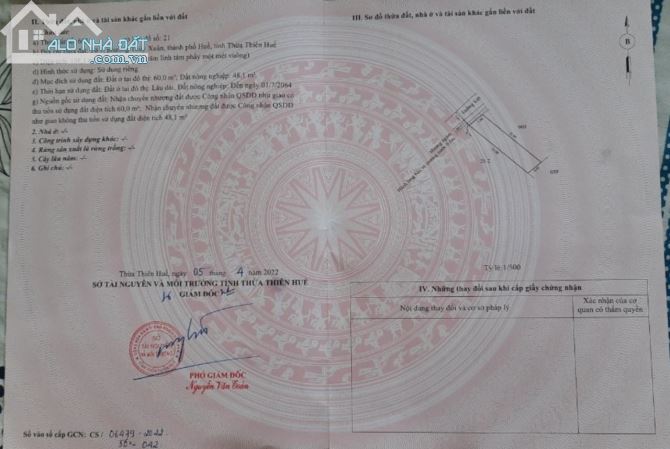 II. Thửa đất, nhà ở và tài sản khác gắn liền với đất
ALO NHÀ ĐẤT
.COM.VN
số: 21
Xuân, thành phố Huế, tỉnh Thừa Thiên Huế
tám phẩy một mét vuông)
d) Hình thức sử dụng: Sử dụng riêng
đ) Mục đích sử dụng đất: Đất ở tại đô thị: 60,0 m²; Đất nông nghiệp: 48,1 m²
e) Thời hạn sử dụng đất: Đất ở tại đô thị: Lâu dài; Đất nông nghiệp: Đến ngày 01/7/2064
g) Nguồn gốc sử dụng đất: Nhận chuyển nhượng đất được Công nhận QSDĐ như giao có
thu tiền sử dụng đất diện tích 60,0 m²; Nhận chuyển nhượng đất được Công nhận QSDĐ
như giao không thu tiền sử dụng đất diện tích 48,1 m²
2. Nhà ở: -/-
3. Công trình xây dựng khác: -/-
4. Rừng sản xuất là rừng trồng: -/-
5. Cây lâu năm: -/-
6. Ghi chú: -/-
Thừa Thiên Huế, ngày 05 tháng 4 năm 2022
SỞ TÀI NGUYÊN VÀ MÔI TRƯỜNG TỈNH THỪA THIÊN HUẾ
GIÁM ĐỐC
SỞ
TÀI NGUYÊN
VÀ MÔI TRƯỜNG
PHÓ GIÁM ĐỐC
Nguyễn Văn
Số vào sổ cấp GCN: CS / 06479-2022
III. Sơ đồ thửa đất, nhà ở và tài sản khác gắn liền với đất
B
Tỷ lệ 1/500
IV. Những thay đổi sau khi cấp giấy chứng nhận
Nội dung thay đổi và cơ sở pháp lý
Xác nhận của cơ
quan có thẩm quyền